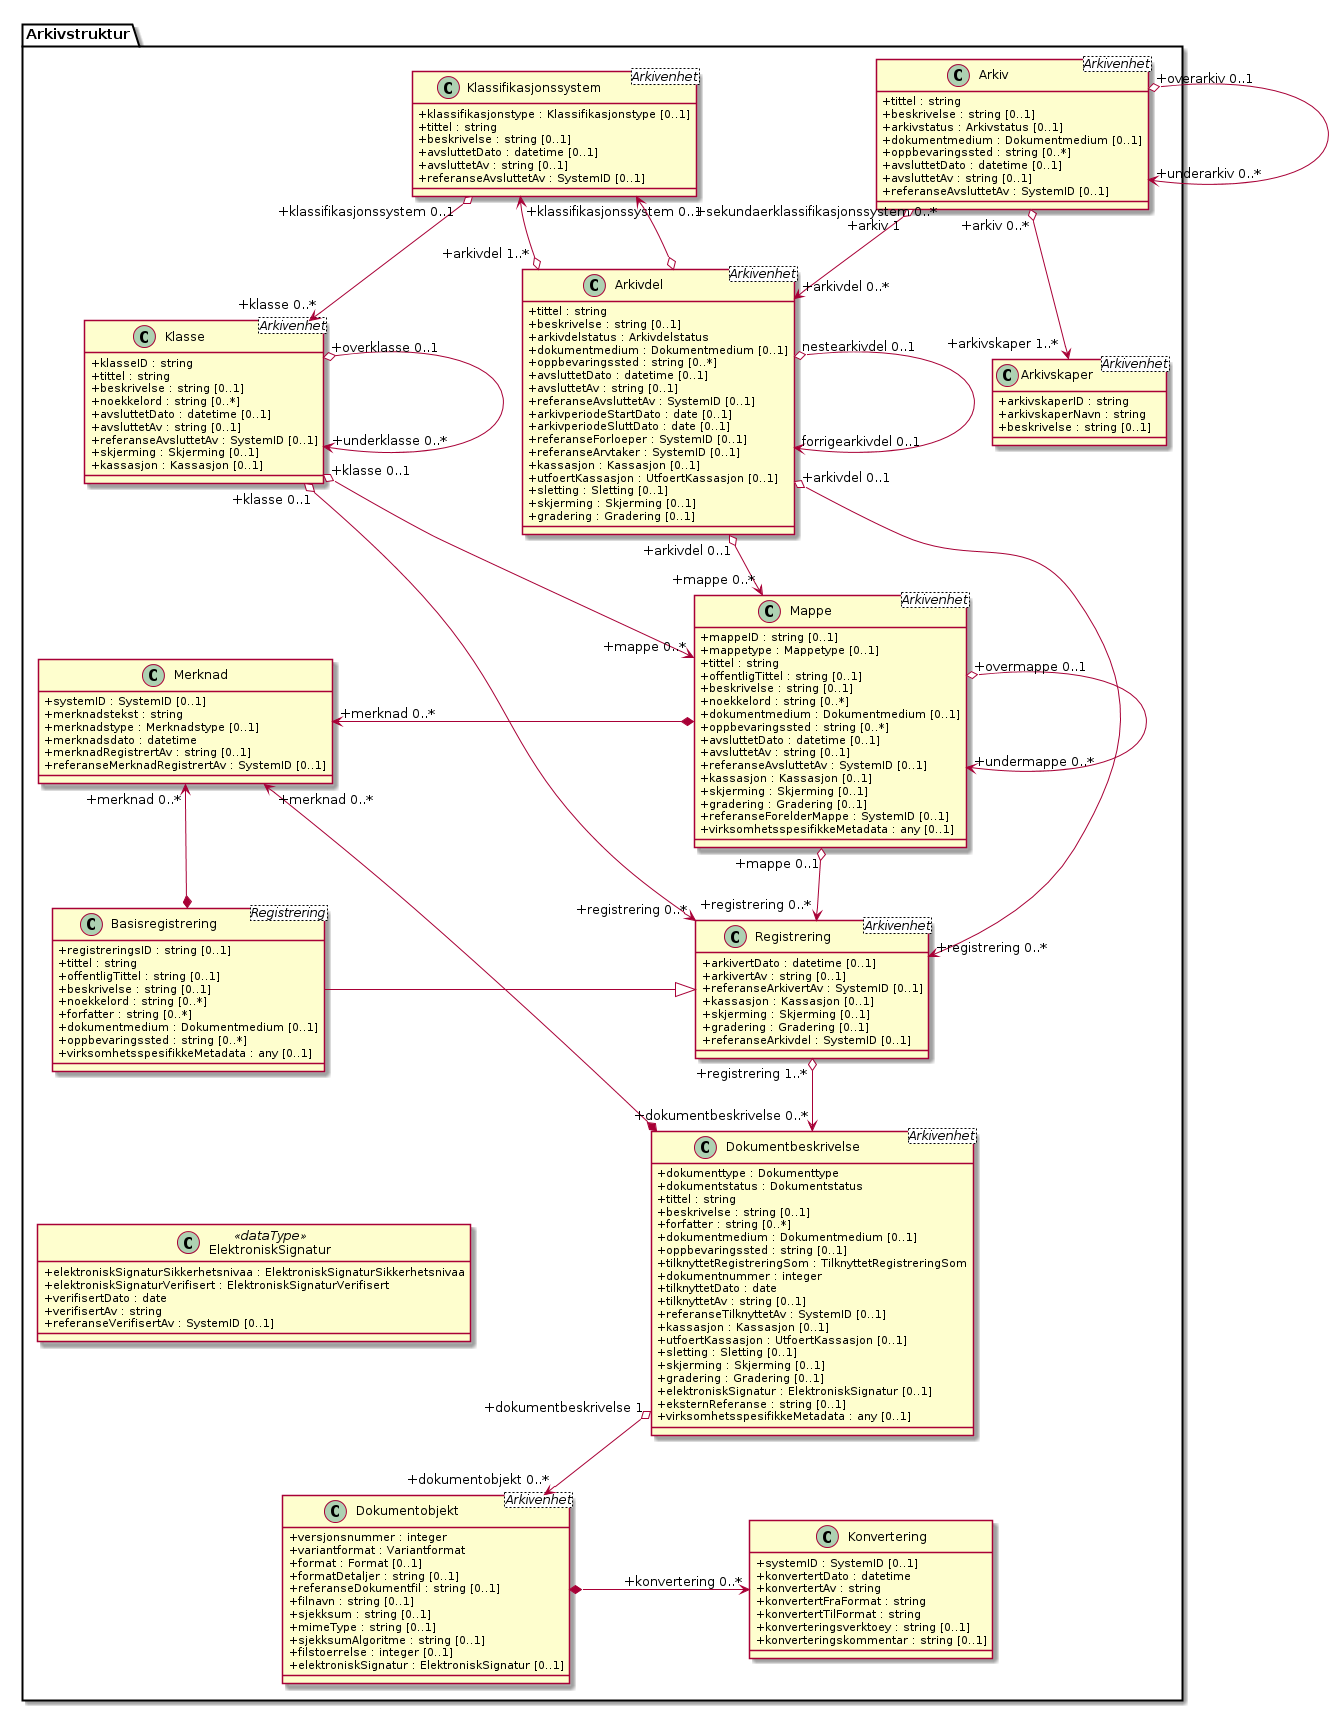 Arkivstruktur
Arkivenhet
Klassifikasjonssystem
+klassifikasjonstype : Klassifikasjonstype [0..1]
+tittel : string
+beskrivelse : string [0..1]
+avsluttetDato : datetime [0..1]
+avsluttetAv : string [0..1]
+referanseAvsluttetAv : SystemID [0..1]
Arkivenhet
Arkiv
+tittel : string
+beskrivelse : string [0..1]
+arkivstatus : Arkivstatus [0..1]
+dokumentmedium : Dokumentmedium [0..1]
+oppbevaringssted : string [0..*]
+avsluttetDato : datetime [0..1]
+avsluttetAv : string [0..1]
+referanseAvsluttetAv : SystemID [0..1]
+overarkiv 0..1
+underarkiv 0..*
+klassifikasjonssystem 0..1
+klassifikasjonssystem 0..1
+sekundaerklassifikasjonssystem 0..*
+arkiv 1
+arkiv 0..*
+arkivdel 1..*
+arkivdel 0..*
+klasse 0..*
+arkivskaper 1..*
Arkivenhet
Arkivdel
+tittel : string
+beskrivelse : string [0..1]
+arkivdelstatus : Arkivdelstatus
+dokumentmedium : Dokumentmedium [0..1]
+oppbevaringssted : string [0..*]
+avsluttetDato : datetime [0..1]
+avsluttetAv : string [0..1]
+referanseAvsluttetAv : SystemID [0..1]
+arkivperiodeStartDato : date [0..1]
+arkivperiodeSluttDato : date [0..1]
+referanseForloeper : SystemID [0..1]
+referanseArvtaker : SystemID [0..1]
+kassasjon : Kassasjon [0..1]
+utfoertKassasjon : UtfoertKassasjon [0..1]
+sletting : Sletting [0..1]
+skjerming : Skjerming [0..1]
+gradering : Gradering [0..1]
nestearkivdel 0..1
forrigearkivdel 0..1
+arkivdel 0..1
Arkivenhet
Klasse
+klasseID : string
+tittel : string
+beskrivelse : string [0..1]
+noekkelord : string [0..*]
+avsluttetDato : datetime [0..1]
+avsluttetAv : string [0..1]
+referanseAvsluttetAv : SystemID [0..1]
+skjerming : Skjerming [0..1]
+kassasjon : Kassasjon [0..1]
+overklasse 0..1
+underklasse 0..*
+klasse 0..1
+klasse 0..1
Arkivenhet
Arkivskaper
+arkivskaperID : string
+arkivskaperNavn : string
+beskrivelse : string [0..1]
+arkivdel 0..1
+mappe 0..*
+mappe 0..*
Arkivenhet
Mappe
+mappeID : string [0..1]
+mappetype : Mappetype [0..1]
+tittel : string
+offentligTittel : string [0..1]
+beskrivelse : string [0..1]
+noekkelord : string [0..*]
+dokumentmedium : Dokumentmedium [0..1]
+oppbevaringssted : string [0..*]
+avsluttetDato : datetime [0..1]
+avsluttetAv : string [0..1]
+referanseAvsluttetAv : SystemID [0..1]
+kassasjon : Kassasjon [0..1]
+skjerming : Skjerming [0..1]
+gradering : Gradering [0..1]
+referanseForelderMappe : SystemID [0..1]
+virksomhetsspesifikkeMetadata : any [0..1]
+overmappe 0..1
+undermappe 0..*
Merknad
+systemID : SystemID [0..1]
+merknadstekst : string
+merknadstype : Merknadstype [0..1]
+merknadsdato : datetime
+merknadRegistrertAv : string [0..1]
+referanseMerknadRegistrertAv : SystemID [0..1]
+merknad 0..*
+merknad 0..*
+merknad 0..*
+mappe 0..1
+registrering 0..*
+registrering 0..*
+registrering 0..*
Registrering
Basisregistrering
+registreringsID : string [0..1]
+tittel : string
+offentligTittel : string [0..1]
+beskrivelse : string [0..1]
+noekkelord : string [0..*]
+forfatter : string [0..*]
+dokumentmedium : Dokumentmedium [0..1]
+oppbevaringssted : string [0..*]
+virksomhetsspesifikkeMetadata : any [0..1]
Arkivenhet
Registrering
+arkivertDato : datetime [0..1]
+arkivertAv : string [0..1]
+referanseArkivertAv : SystemID [0..1]
+kassasjon : Kassasjon [0..1]
+skjerming : Skjerming [0..1]
+gradering : Gradering [0..1]
+referanseArkivdel : SystemID [0..1]
+registrering 1..*
+dokumentbeskrivelse 0..*
Arkivenhet
Dokumentbeskrivelse
+dokumenttype : Dokumenttype
+dokumentstatus : Dokumentstatus
+tittel : string
+beskrivelse : string [0..1]
+forfatter : string [0..*]
+dokumentmedium : Dokumentmedium [0..1]
+oppbevaringssted : string [0..1]
+tilknyttetRegistreringSom : TilknyttetRegistreringSom
+dokumentnummer : integer
+tilknyttetDato : date
+tilknyttetAv : string [0..1]
+referanseTilknyttetAv : SystemID [0..1]
+kassasjon : Kassasjon [0..1]
+utfoertKassasjon : UtfoertKassasjon [0..1]
+sletting : Sletting [0..1]
+skjerming : Skjerming [0..1]
+gradering : Gradering [0..1]
+elektroniskSignatur : ElektroniskSignatur [0..1]
+eksternReferanse : string [0..1]
+virksomhetsspesifikkeMetadata : any [0..1]
«dataType»
ElektroniskSignatur
+elektroniskSignaturSikkerhetsnivaa : ElektroniskSignaturSikkerhetsnivaa
+elektroniskSignaturVerifisert : ElektroniskSignaturVerifisert
+verifisertDato : date
+verifisertAv : string
+referanseVerifisertAv : SystemID [0..1]
+dokumentbeskrivelse 1
+dokumentobjekt 0..*
Arkivenhet
Dokumentobjekt
+versjonsnummer : integer
+variantformat : Variantformat
+format : Format [0..1]
+formatDetaljer : string [0..1]
+referanseDokumentfil : string [0..1]
+filnavn : string [0..1]
+sjekksum : string [0..1]
+mimeType : string [0..1]
+sjekksumAlgoritme : string [0..1]
+filstoerrelse : integer [0..1]
+elektroniskSignatur : ElektroniskSignatur [0..1]
+konvertering 0..*
Konvertering
+systemID : SystemID [0..1]
+konvertertDato : datetime
+konvertertAv : string
+konvertertFraFormat : string
+konvertertTilFormat : string
+konverteringsverktoey : string [0..1]
+konverteringskommentar : string [0..1]